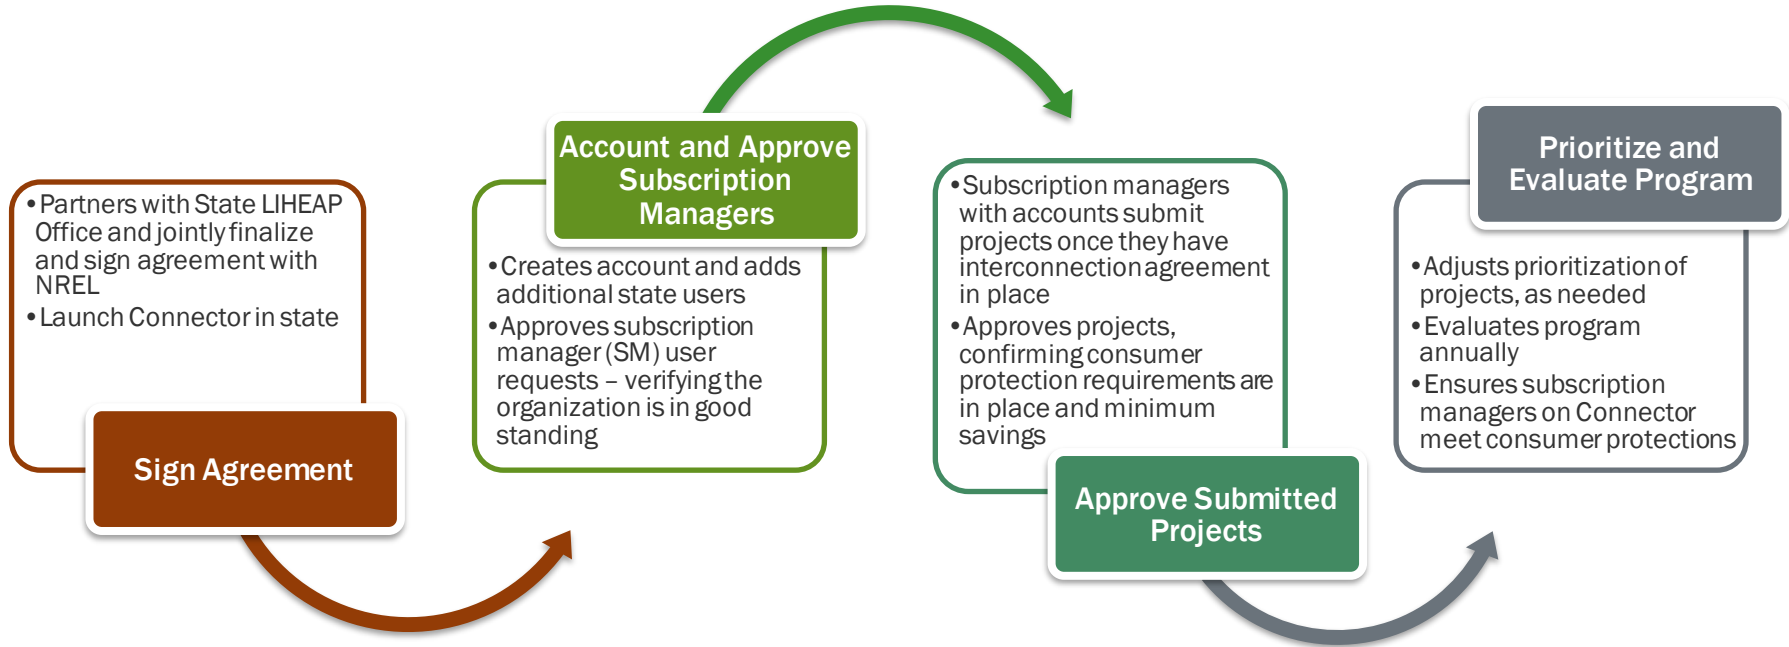 • Partners with State LIHEAP
Office and jointly finalize
and sign agreement with
NREL
• Launch Connector in state
Sign Agreement
Account and Approve
Subscription
Managers
• Creates account and adds
additional state users
• Approves subscription
manager (SM) user
requests – verifying the
organization is in good
standing
• Subscription managers
with accounts submit
projects once they have
interconnection agreement
in place
• Approves projects,
confirming consumer
protection requirements are
in place and minimum
savings
Approve Submitted
Projects
Prioritize and
Evaluate Program
• Adjusts prioritization of
projects, as needed
• Evaluates program
annually
• Ensures subscription
managers on Connector
meet consumer protections